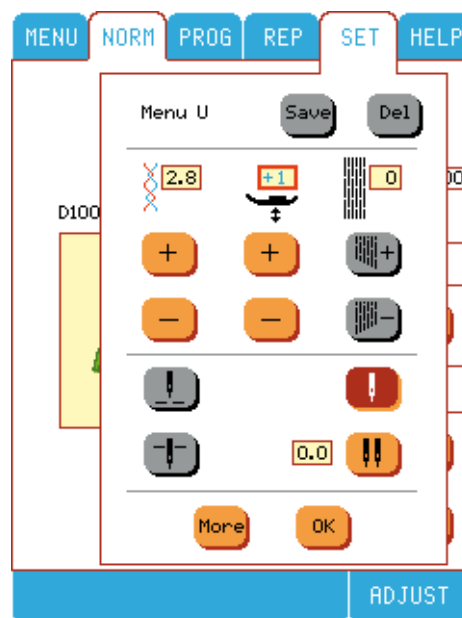 MENU NORM PROG REP SET HELP
Menu U Save Del
2.8 +1 0
D100
+ + +
- - -
0.0
More OK
ADJUST